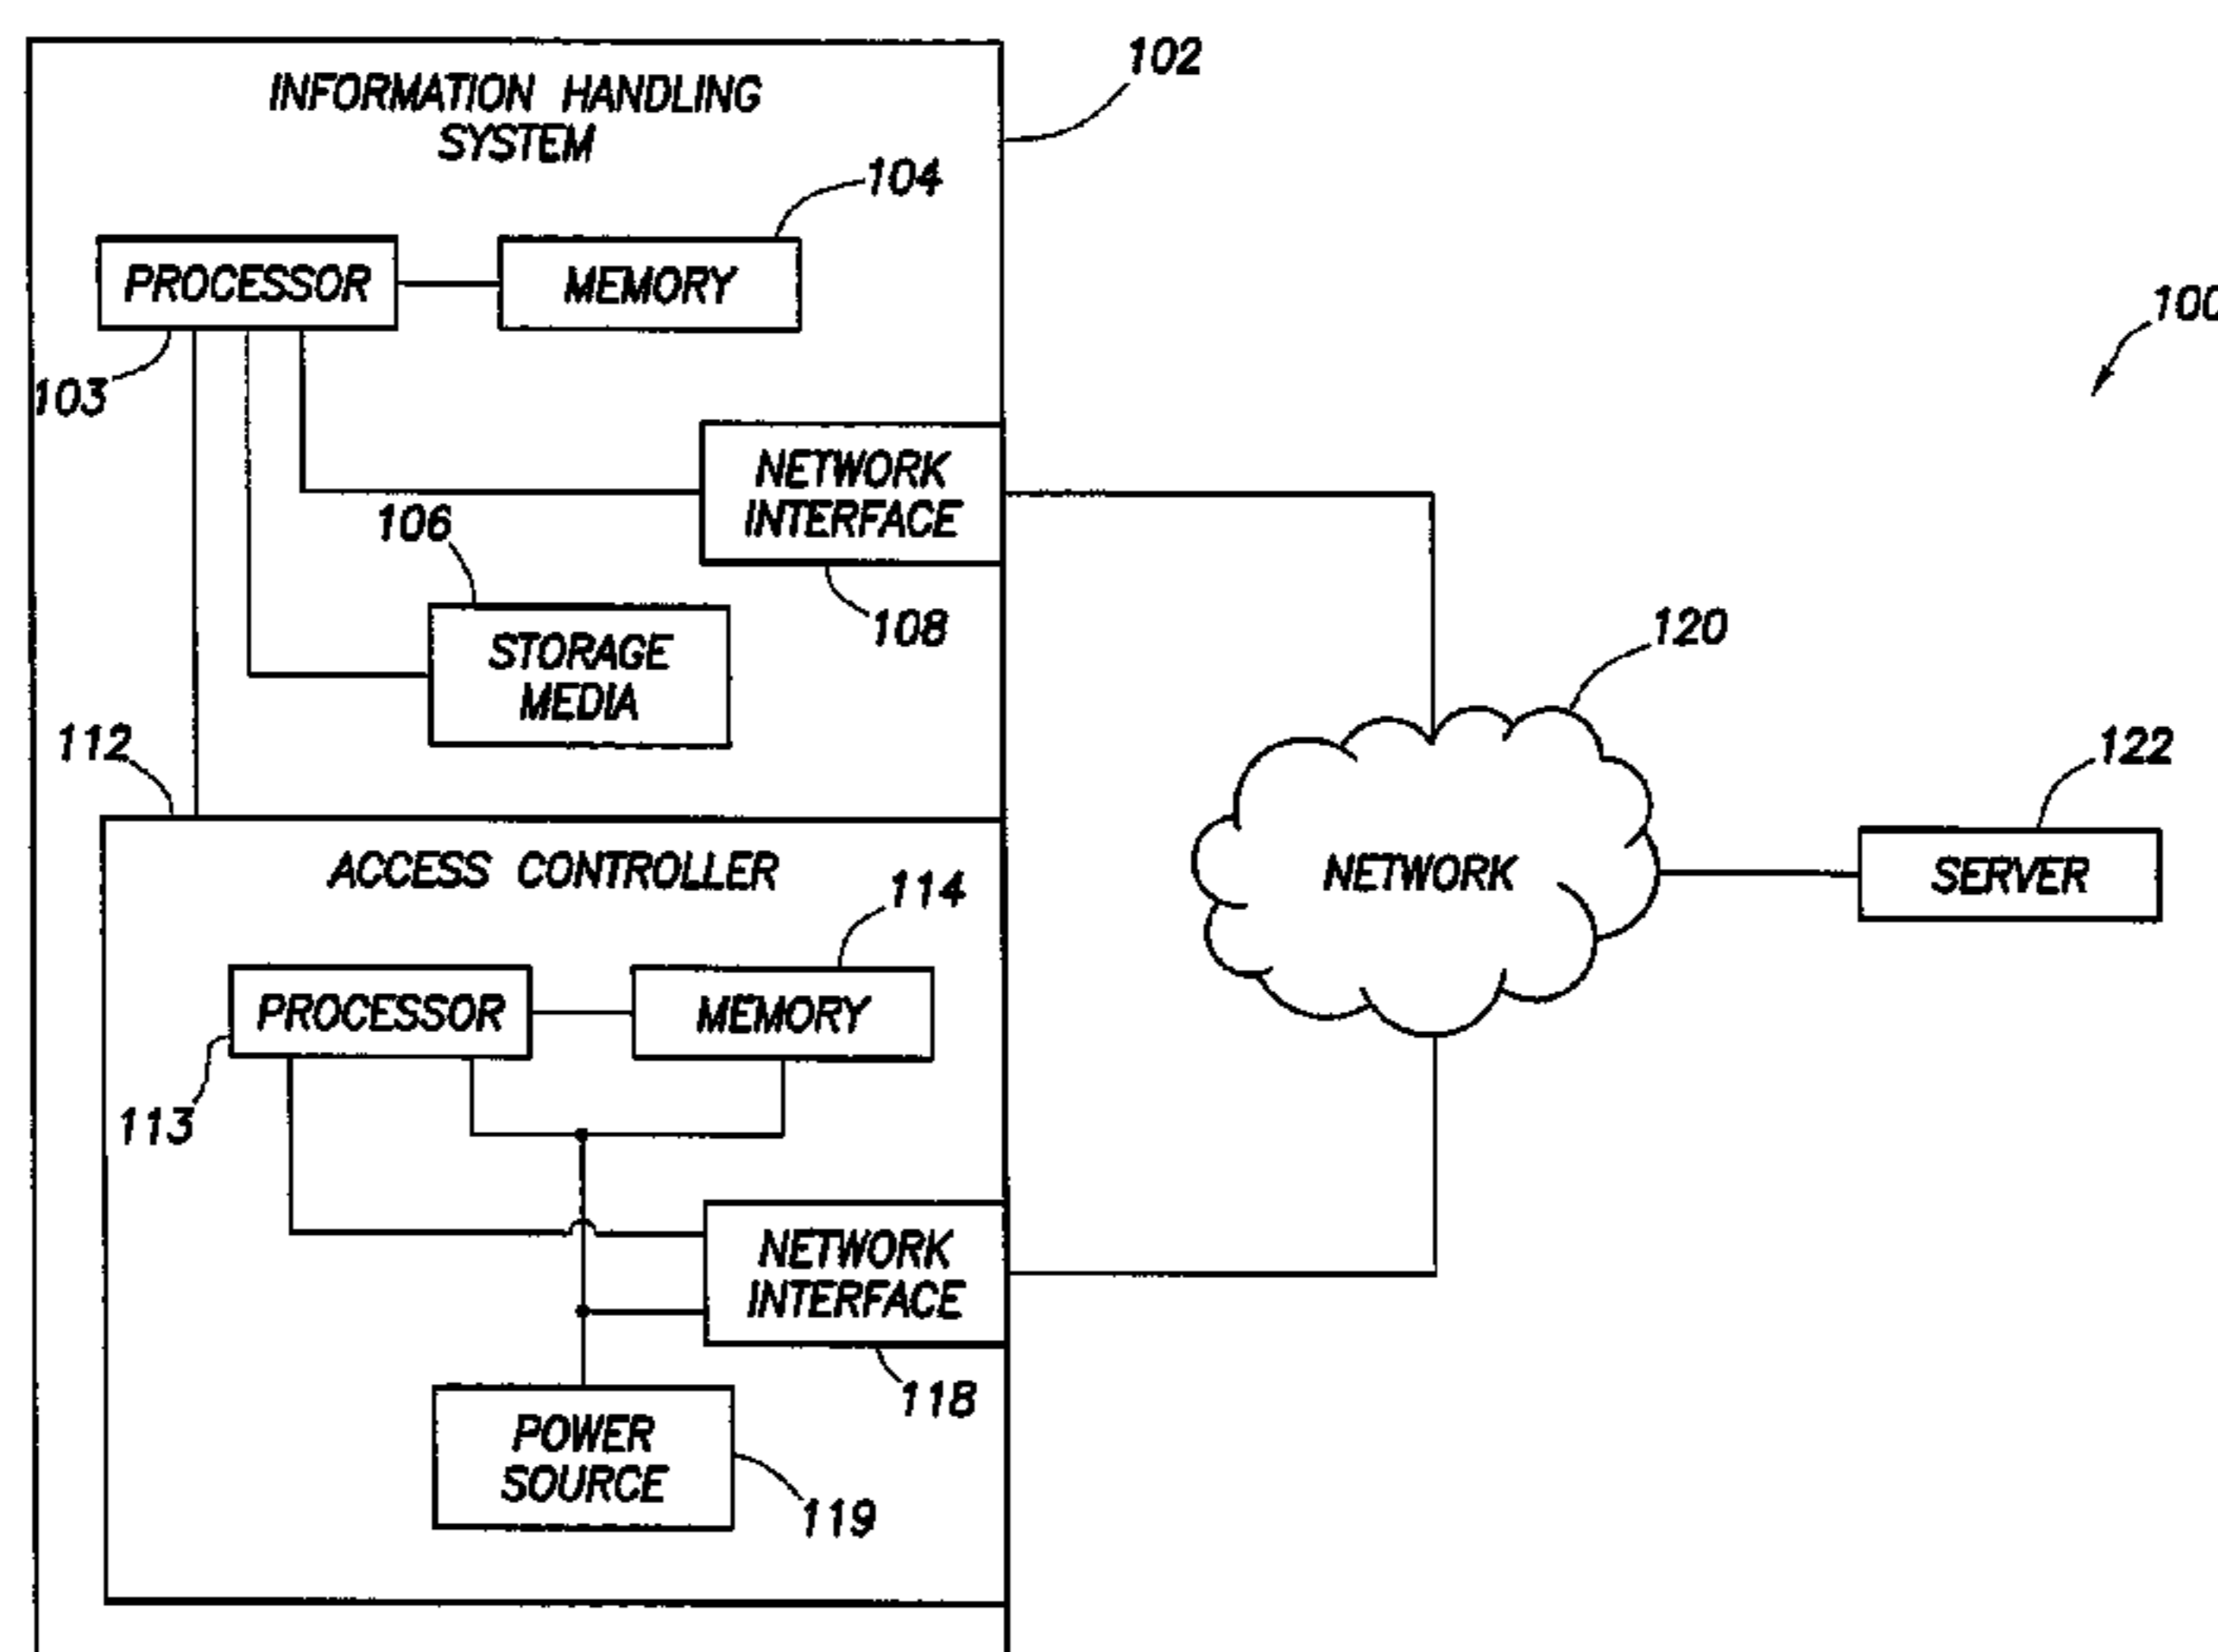 102
INFORMATION HANDLING
SYSTEM
104
PROCESSOR
MEMORY
100
103
NETWORK
INTERFACE
106
108
STORAGE
MEDIA
120
112
122
ACCESS CONTROLLER
114
NETWORK
SERVER
PROCESSOR
MEMORY
113
NETWORK
INTERFACE
118
POWER
SOURCE
119